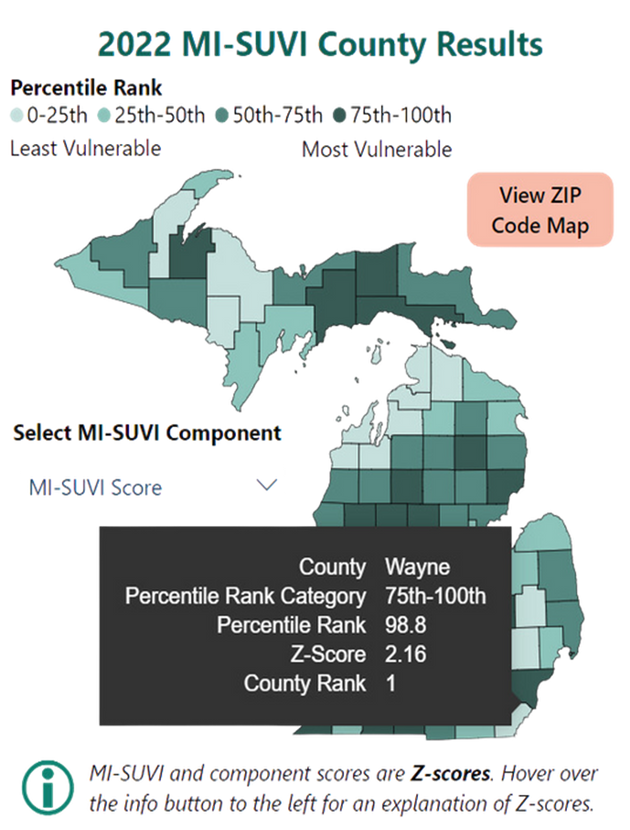 2022 MI-SUVI County Results
Percentile Rank
0-25th 25th-50th 50th-75th 75th-100th
Least Vulnerable Most Vulnerable
View ZIP
Code Map
Select MI-SUVI Component
MI-SUVI Score
County Wayne
Percentile Rank Category 75th-100th
Percentile Rank 98.8
Z-Score 2.16
County Rank 1
MI-SUVI and component scores are Z-scores. Hover over
the info button to the left for an explanation of Z-scores.